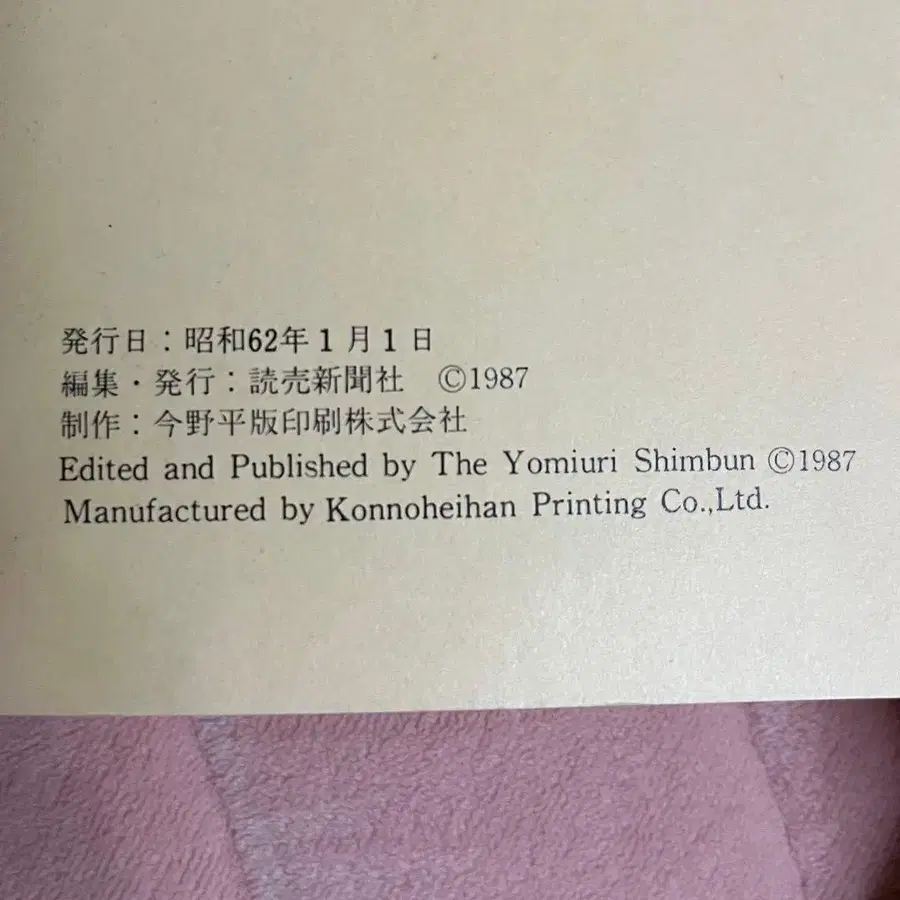 発行日：昭和62年1月1日
編集・発行：読売新聞社　©1987
制作：今野平版印刷株式会社
Edited and Published by The Yomiuri Shimbun ©1987
Manufactured by Konnoheihan Printing Co.,Ltd.